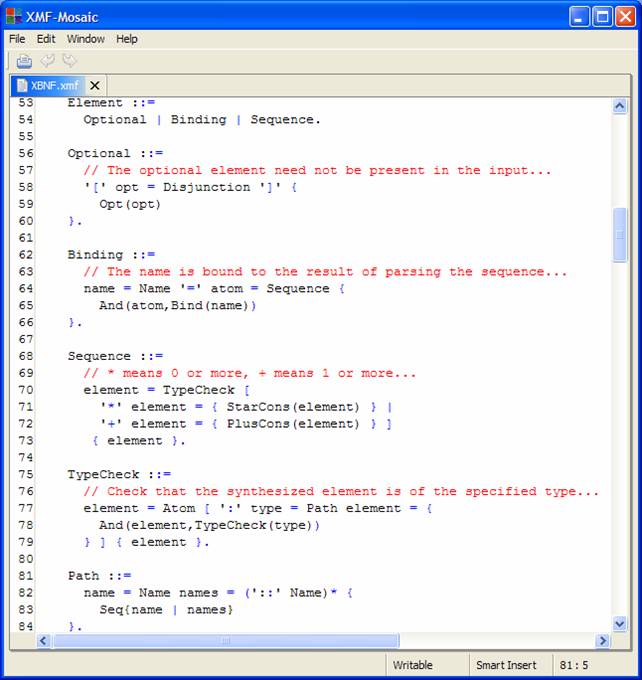 XMF-Mosaic
File Edit Window Help
XBNF.xmf
53 Element ::=
54 Optional | Binding | Sequence.
55
56 Optional ::=
57 // The optional element need not be present in the input...
58 '[' opt = Disjunction ']' {
59 Opt(opt)
60 }.
61
62 Binding ::=
63 // The name is bound to the result of parsing the sequence...
64 name = Name '=' atom = Sequence {
65 And(atom,Bind(name))
66 }.
67
68 Sequence ::=
69 // * means 0 or more, + means 1 or more...
70 element = TypeCheck [
71 '*' element = { StarCons(element) } |
72 '+' element = { PlusCons(element) } ]
73 { element }.
74
75 TypeCheck ::=
76 // Check that the synthesized element is of the specified type...
77 element = Atom [ ':' type = Path element = {
78 And(element,TypeCheck(type))
79 } ] { element }.
80
81 Path ::=
82 name = Name names = ('::' Name)* {
83 Seq{name | names}
84 }.
Writable Smart Insert 81 : 5